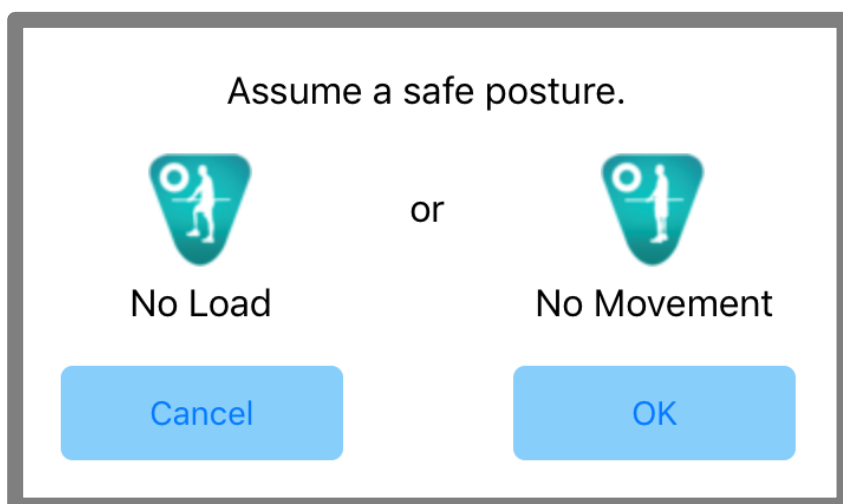 Assume a safe posture.
or
No Load
No Movement
Cancel
OK